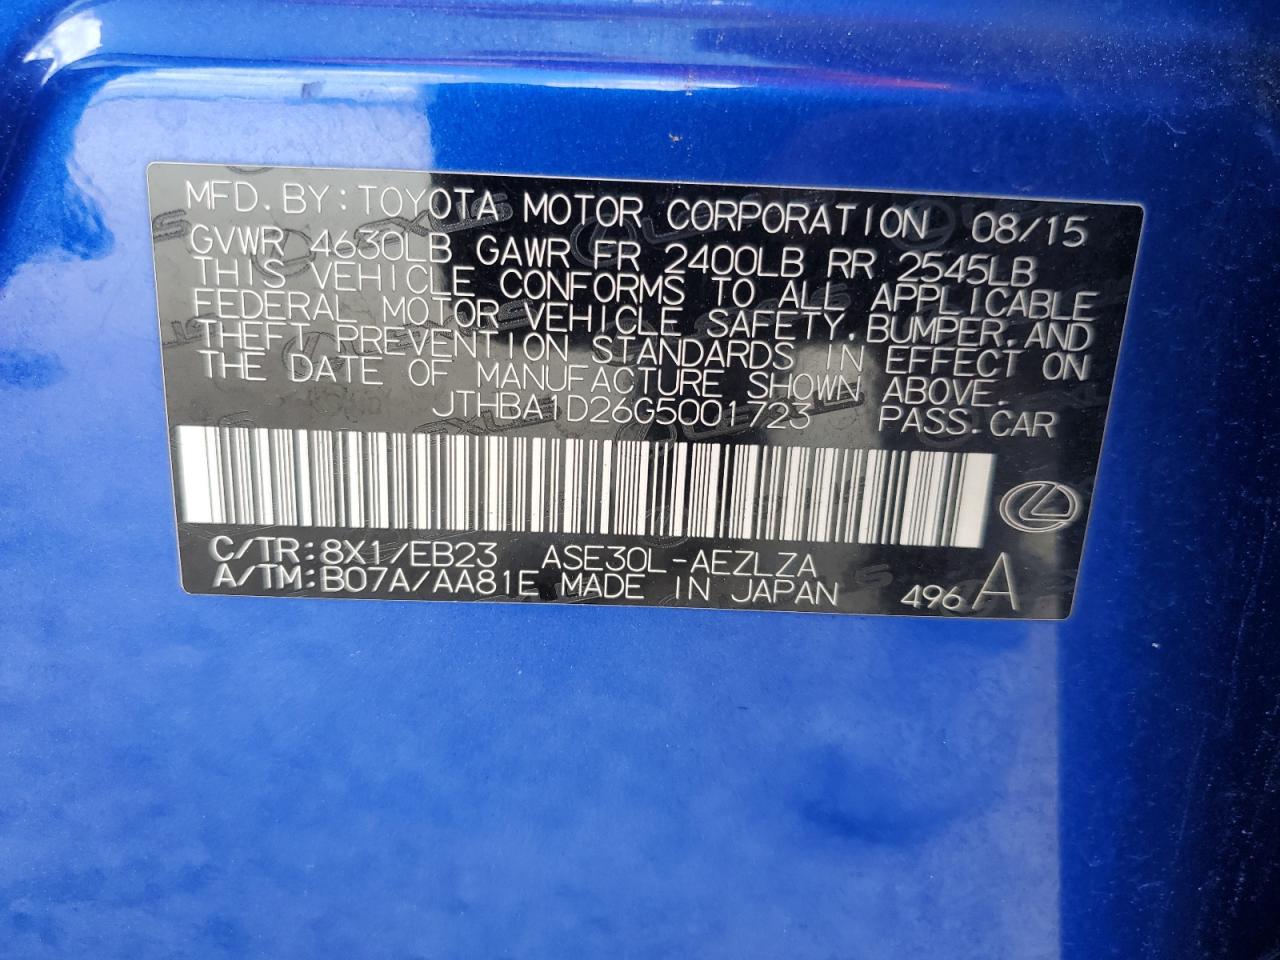 MFD. BY: TOYOTA MOTOR CORPORATION 08/15
GVWR 4630LB GAWR FR 2400LB RR 2545LB
THIS VEHICLE CONFORMS TO ALL APPLICABLE
FEDERAL MOTOR VEHICLE SAFETY, BUMPER, AND
THEFT PREVENTION STANDARDS IN EFFECT ON
THE DATE OF MANUFACTURE SHOWN ABOVE.
JTHBA1D26G5001723 PASS. CAR
C/TR: 8X1/EB23 ASE30L-AEZLZA
A/TM: B07A/AA81E MADE IN JAPAN 496 A